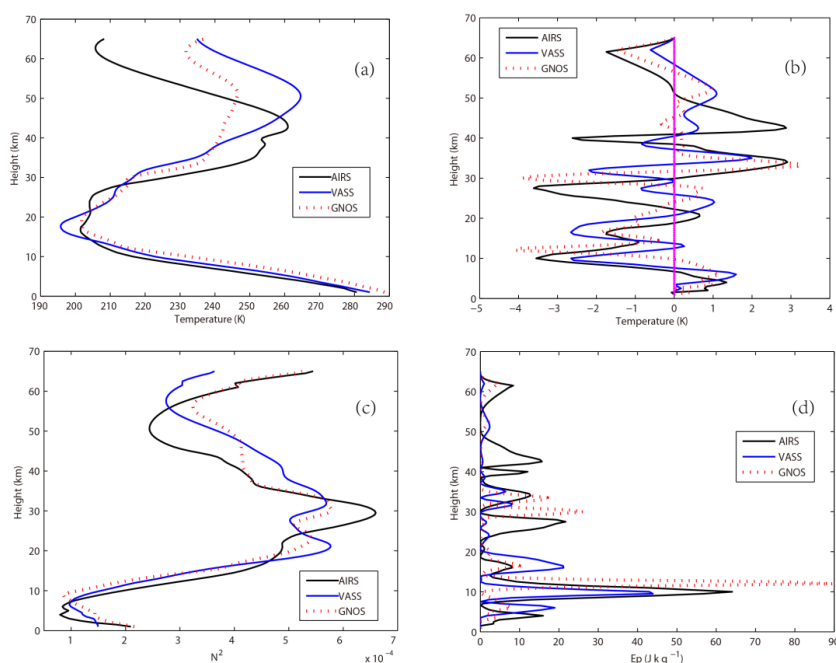 70
60
50
40
30
20
10
0
Height (km)
(a)
AIRS
VASS
GNOS
190 200 210 220 230 240 250 260 270 280 290
Temperature (K)
70
60
50
40
30
20
10
0
Height (km)
AIRS
VASS
GNOS
(b)
−5 −4 −3 −2 −1 0 1 2 3 4
Temperature (K)
70
60
50
40
30
20
10
0
Height (km)
(c)
AIRS
VASS
GNOS
1 2 3 4 5 6 7
N²
x 10⁻⁴
70
60
50
40
30
20
10
0
Height (km)
(d)
AIRS
VASS
GNOS
0 10 20 30 40 50 60 70 80 90
Ep (J kg⁻¹)